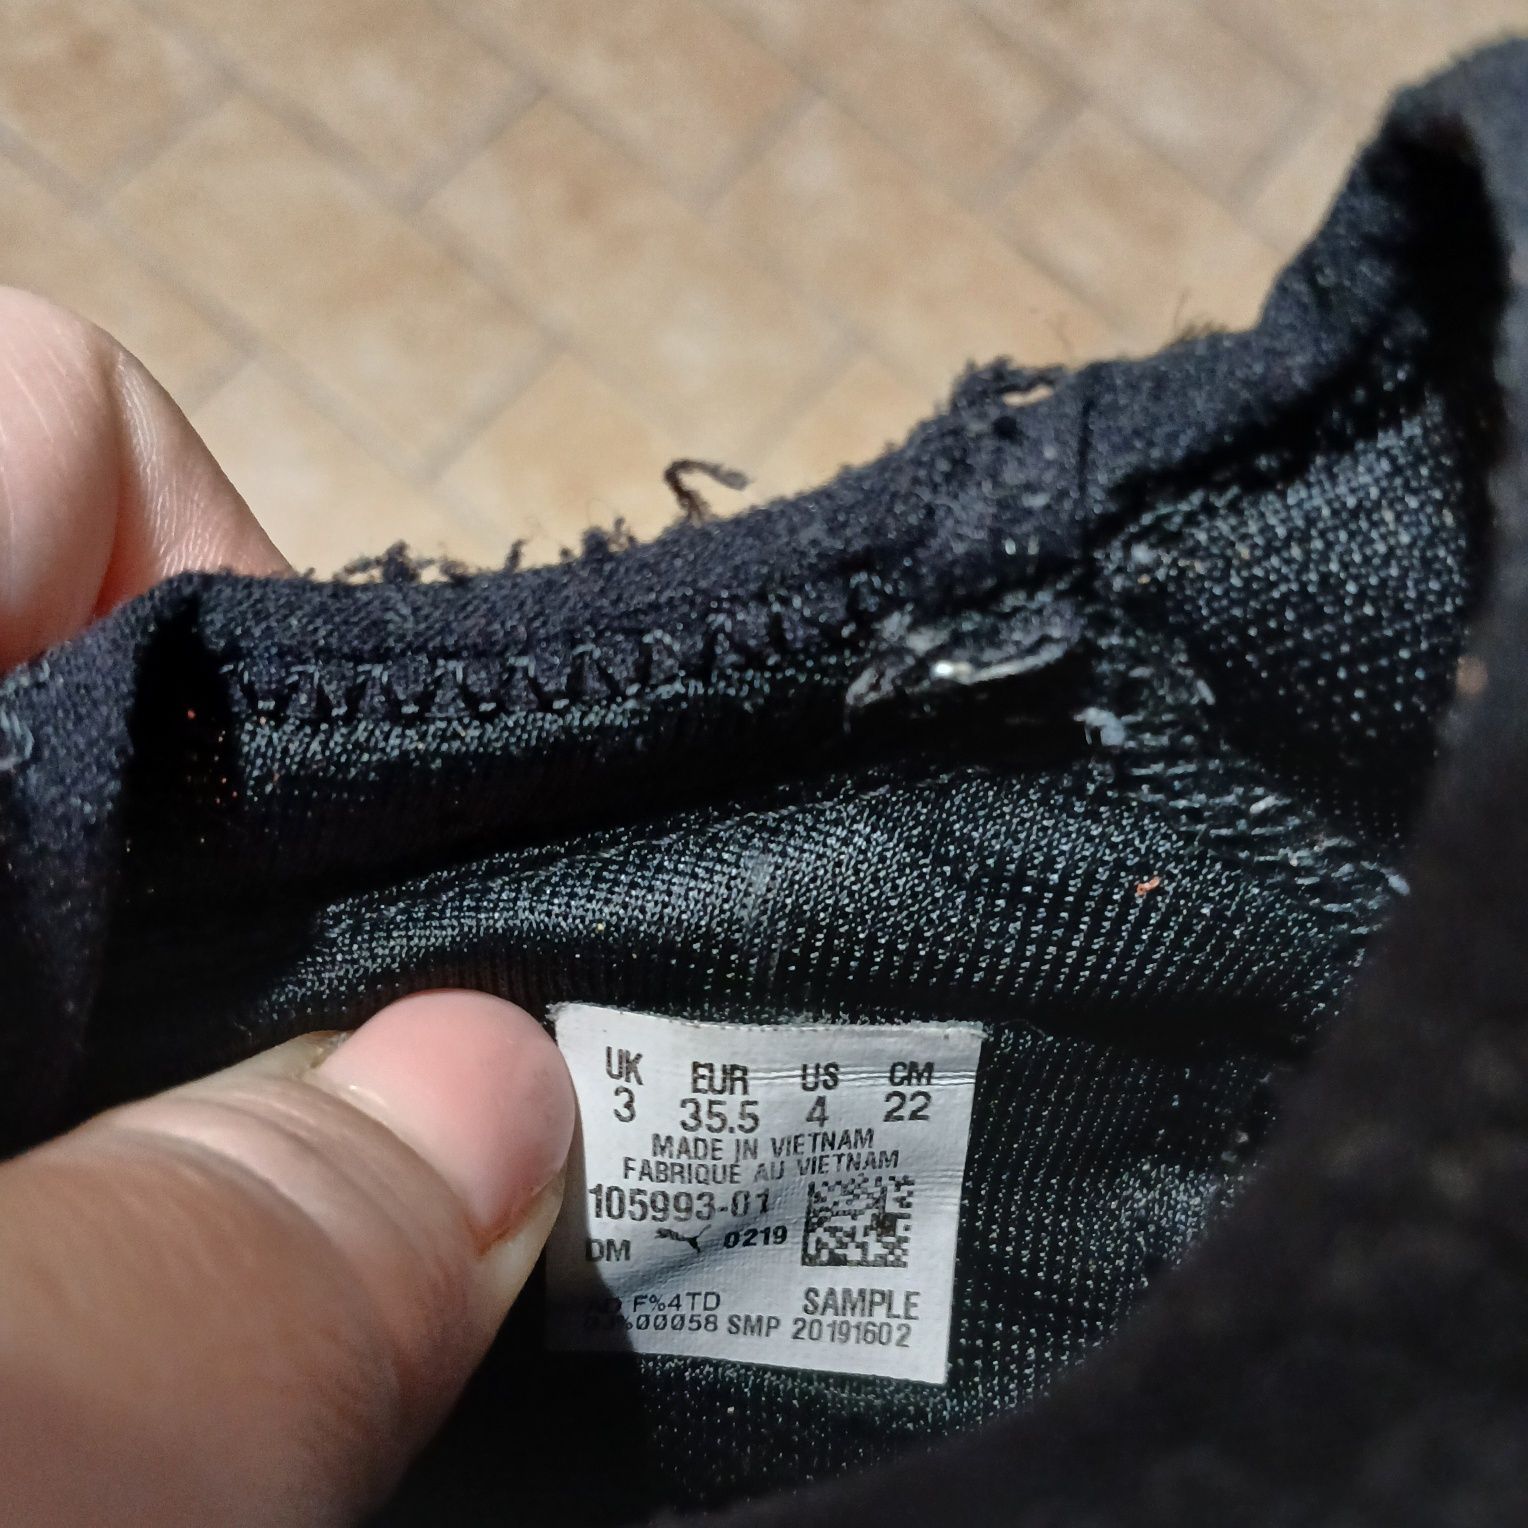 UK EUR US CM
3 35.5 4 22
MADE IN VIETNAM
FABRIQUE AU VIETNAM
105993-01
DM 0219
F%4TD SAMPLE
SMP 20191602